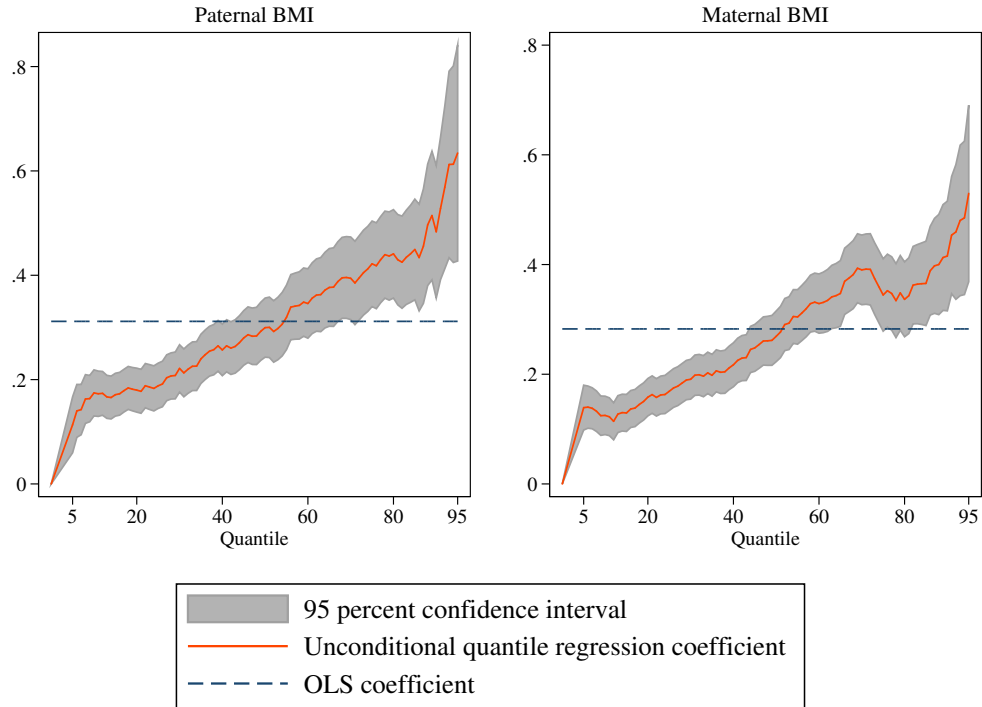 Paternal BMI
Maternal BMI
.8
.6
.4
.2
0
5 20 40 60 80 95
Quantile
.8
.6
.4
.2
0
5 20 40 60 80 95
Quantile
95 percent confidence interval
Unconditional quantile regression coefficient
OLS coefficient